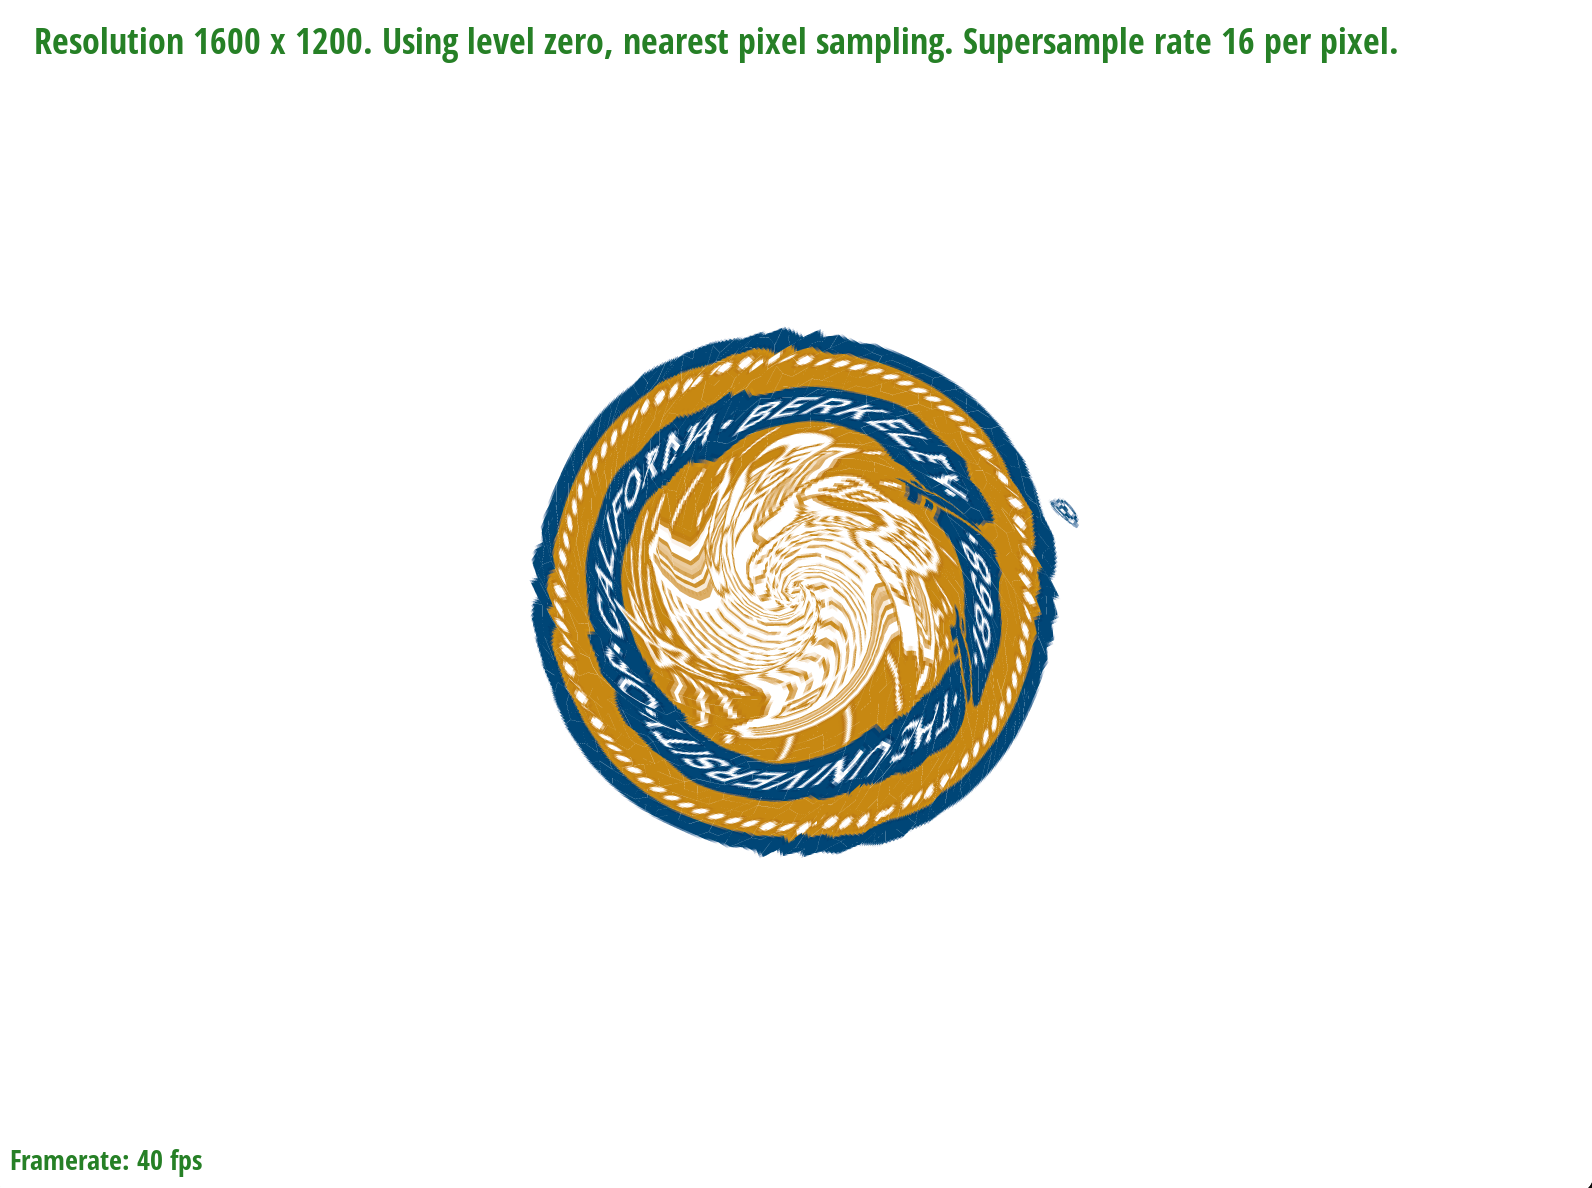 Resolution 1600 x 1200. Using level zero, nearest pixel sampling. Supersample rate 16 per pixel.
THE UNIVERSITY OF CALIFORNIA · BERKELEY ·
· 1868 ·
Framerate: 40 fps